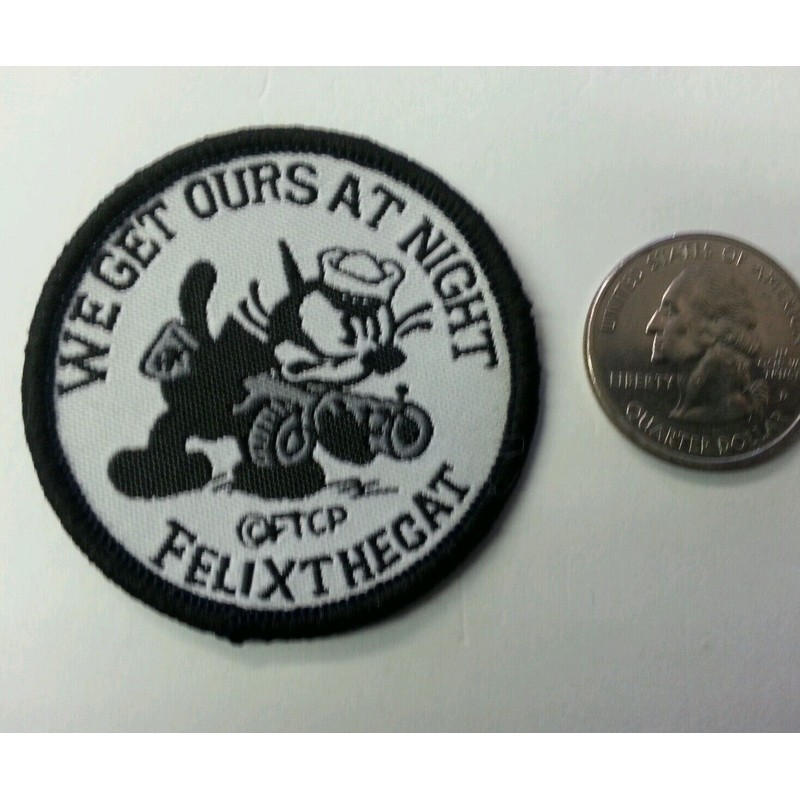 WE GET OURS AT NIGHT
©FTCP
FELIXTHECAT
UNITED STATES OF AMERICA
LIBERTY
QUARTER DOLLAR